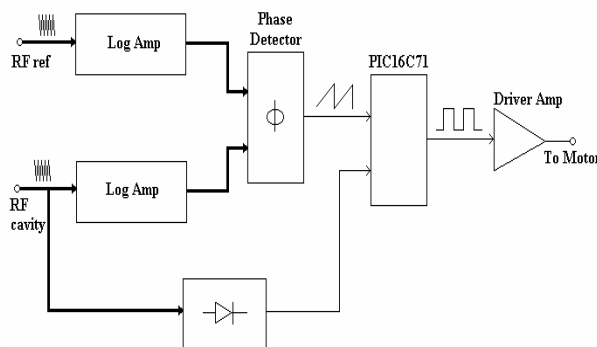 Phase
Detector
Log Amp
RF ref
PIC16C71
Driver Amp
ϕ
To Motor
Log Amp
RF
cavity